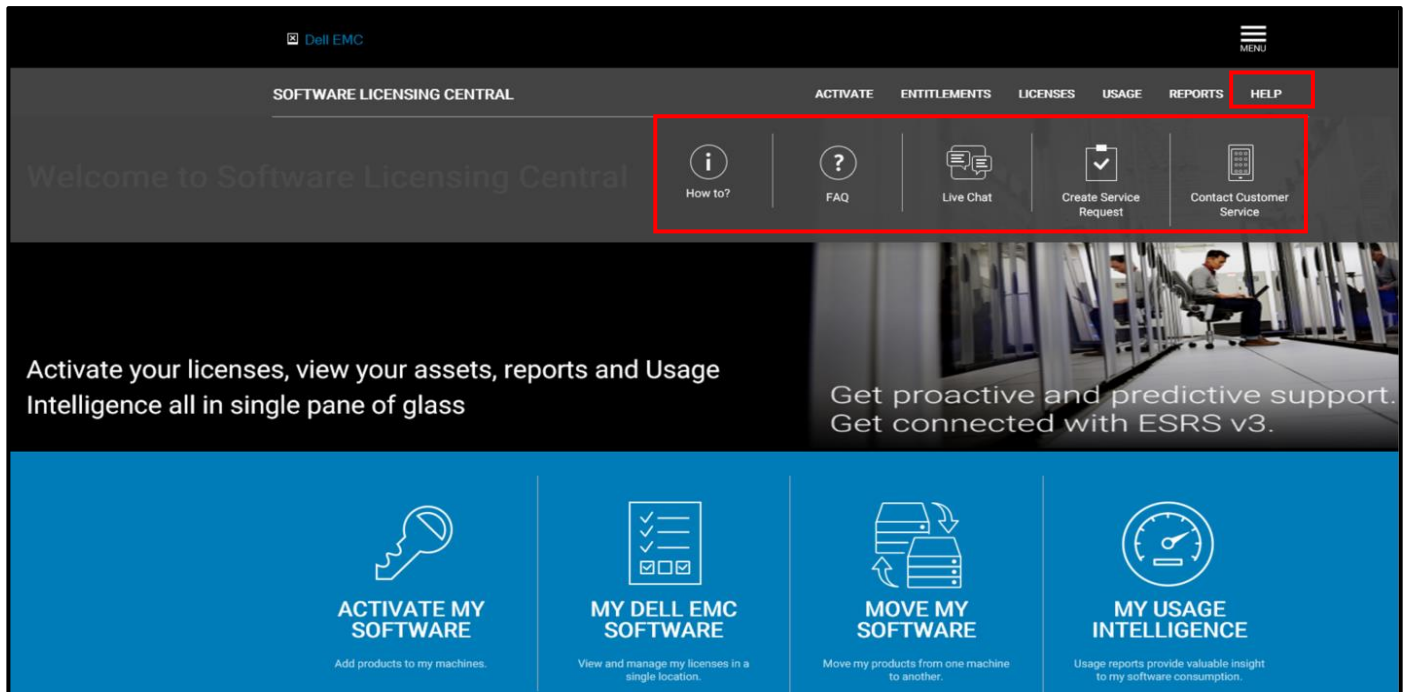 Dell EMC
MENU
SOFTWARE LICENSING CENTRAL
ACTIVATE ENTITLEMENTS LICENSES USAGE REPORTS HELP
Welcome to Software Licensing Central
How to?
FAQ
Live Chat
Create Service
Request
Contact Customer
Service
Activate your licenses, view your assets, reports and Usage
Intelligence all in single pane of glass
Get proactive and predictive support.
Get connected with ESRS v3.
ACTIVATE MY
SOFTWARE
Add products to my machines.
MY DELL EMC
SOFTWARE
View and manage my licenses in a
single location.
MOVE MY
SOFTWARE
Move my products from one machine
to another.
MY USAGE
INTELLIGENCE
Usage reports provide valuable insight
to my software consumption.